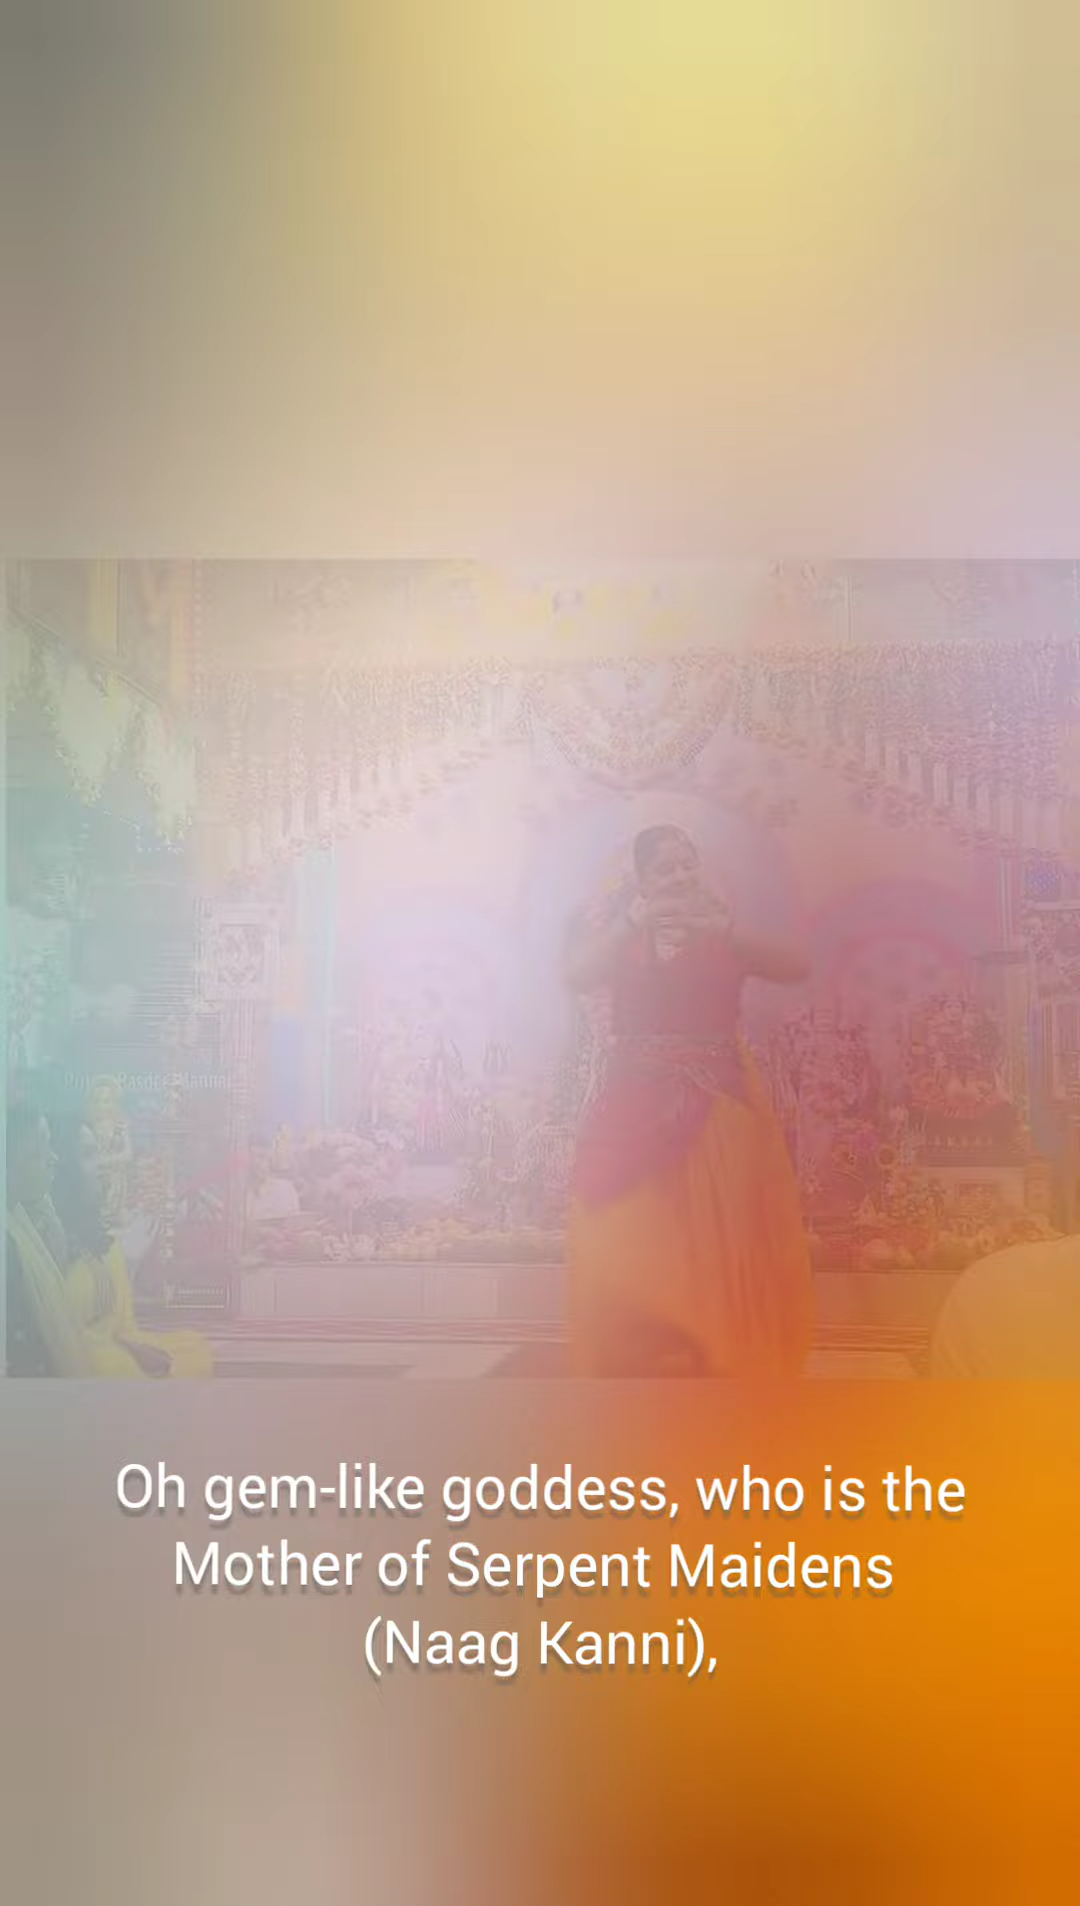 Oh gem-like goddess, who is the
Mother of Serpent Maidens
(Naag Kanni),